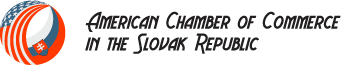 American Chamber of Commerce
in the Slovak Republic